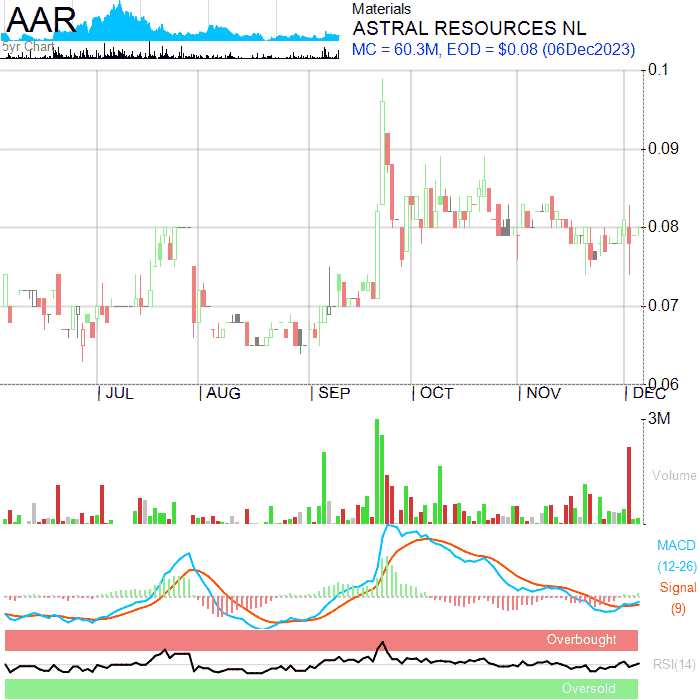 AAR
5yr Chart
Materials
ASTRAL RESOURCES NL
MC = 60.3M, EOD = $0.08 (06Dec2023)
0.1
0.09
0.08
0.07
0.06
JUL
AUG
SEP
OCT
NOV
DEC
3M
Volume
MACD
(12-26)
Signal
(9)
Overbought
RSI(14)
Oversold